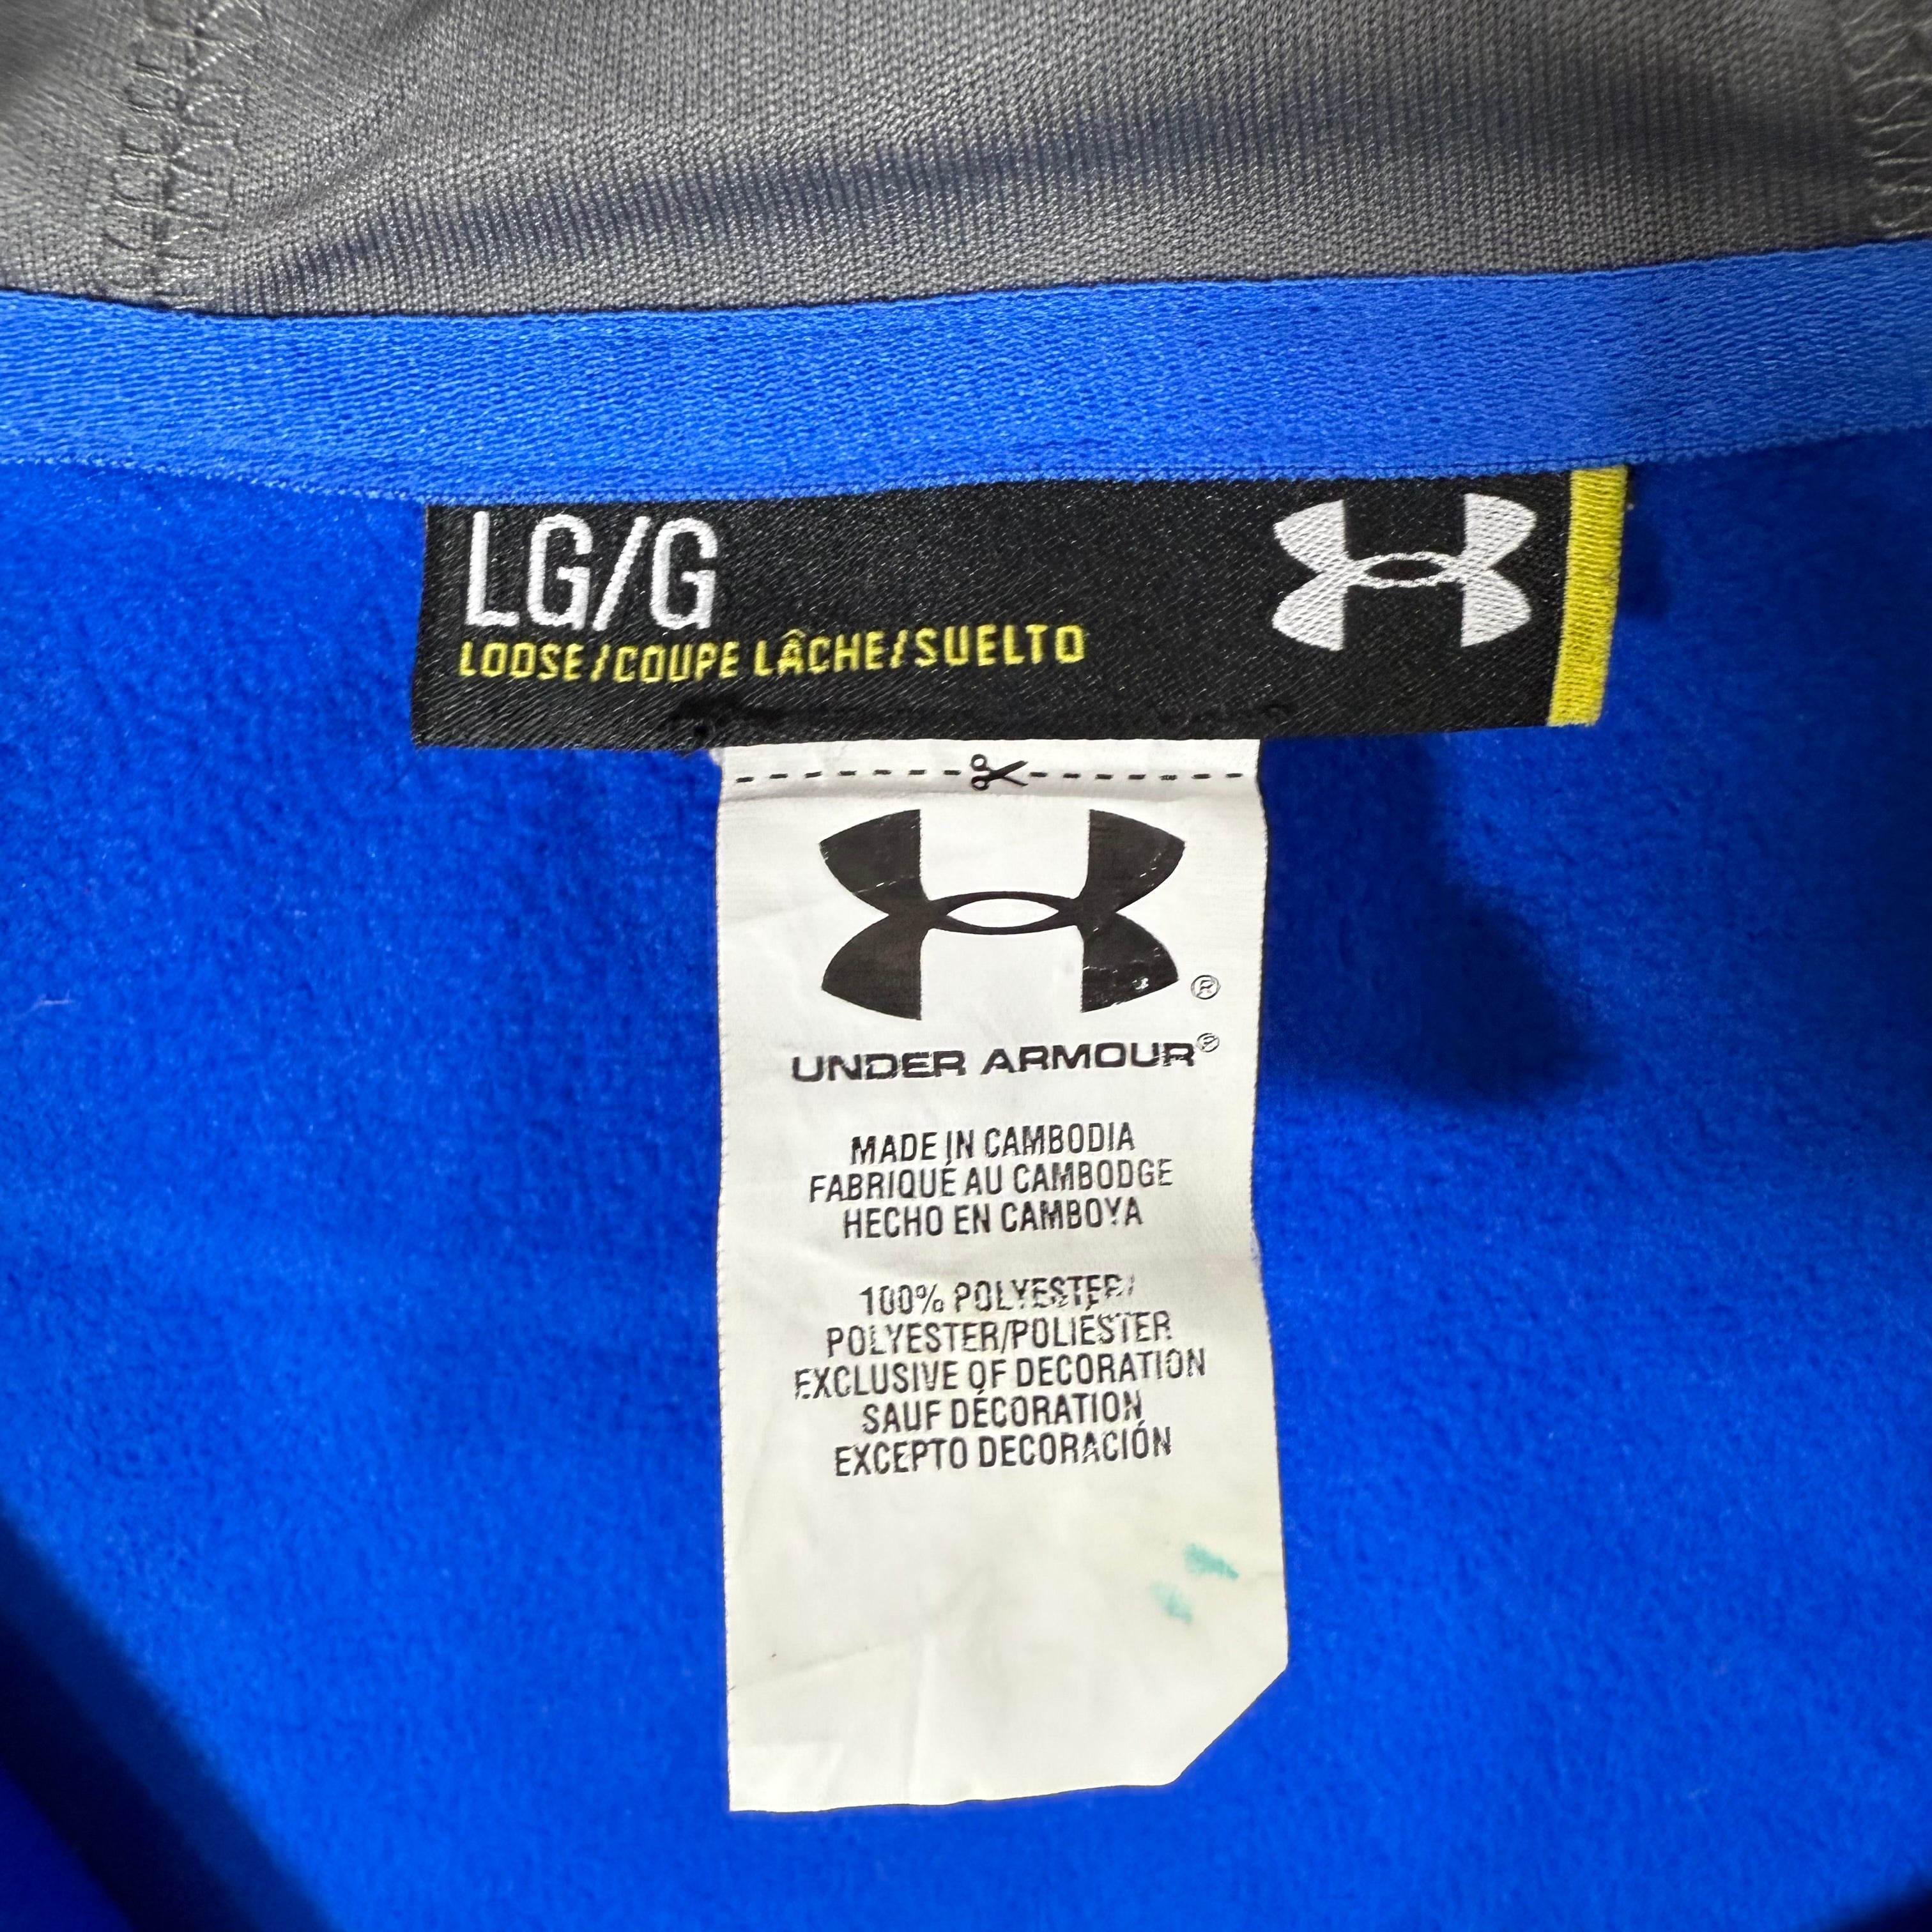 LG/G
LOOSE/COUPE LÂCHE/SUELTO
®
UNDER ARMOUR®
MADE IN CAMBODIA
FABRIQUÉ AU CAMBODGE
HECHO EN CAMBOYA
100% POLYESTER/
POLYESTER/POLIÉSTER
EXCLUSIVE OF DECORATION
SAUF DÉCORATION
EXCEPTO DECORACIÓN